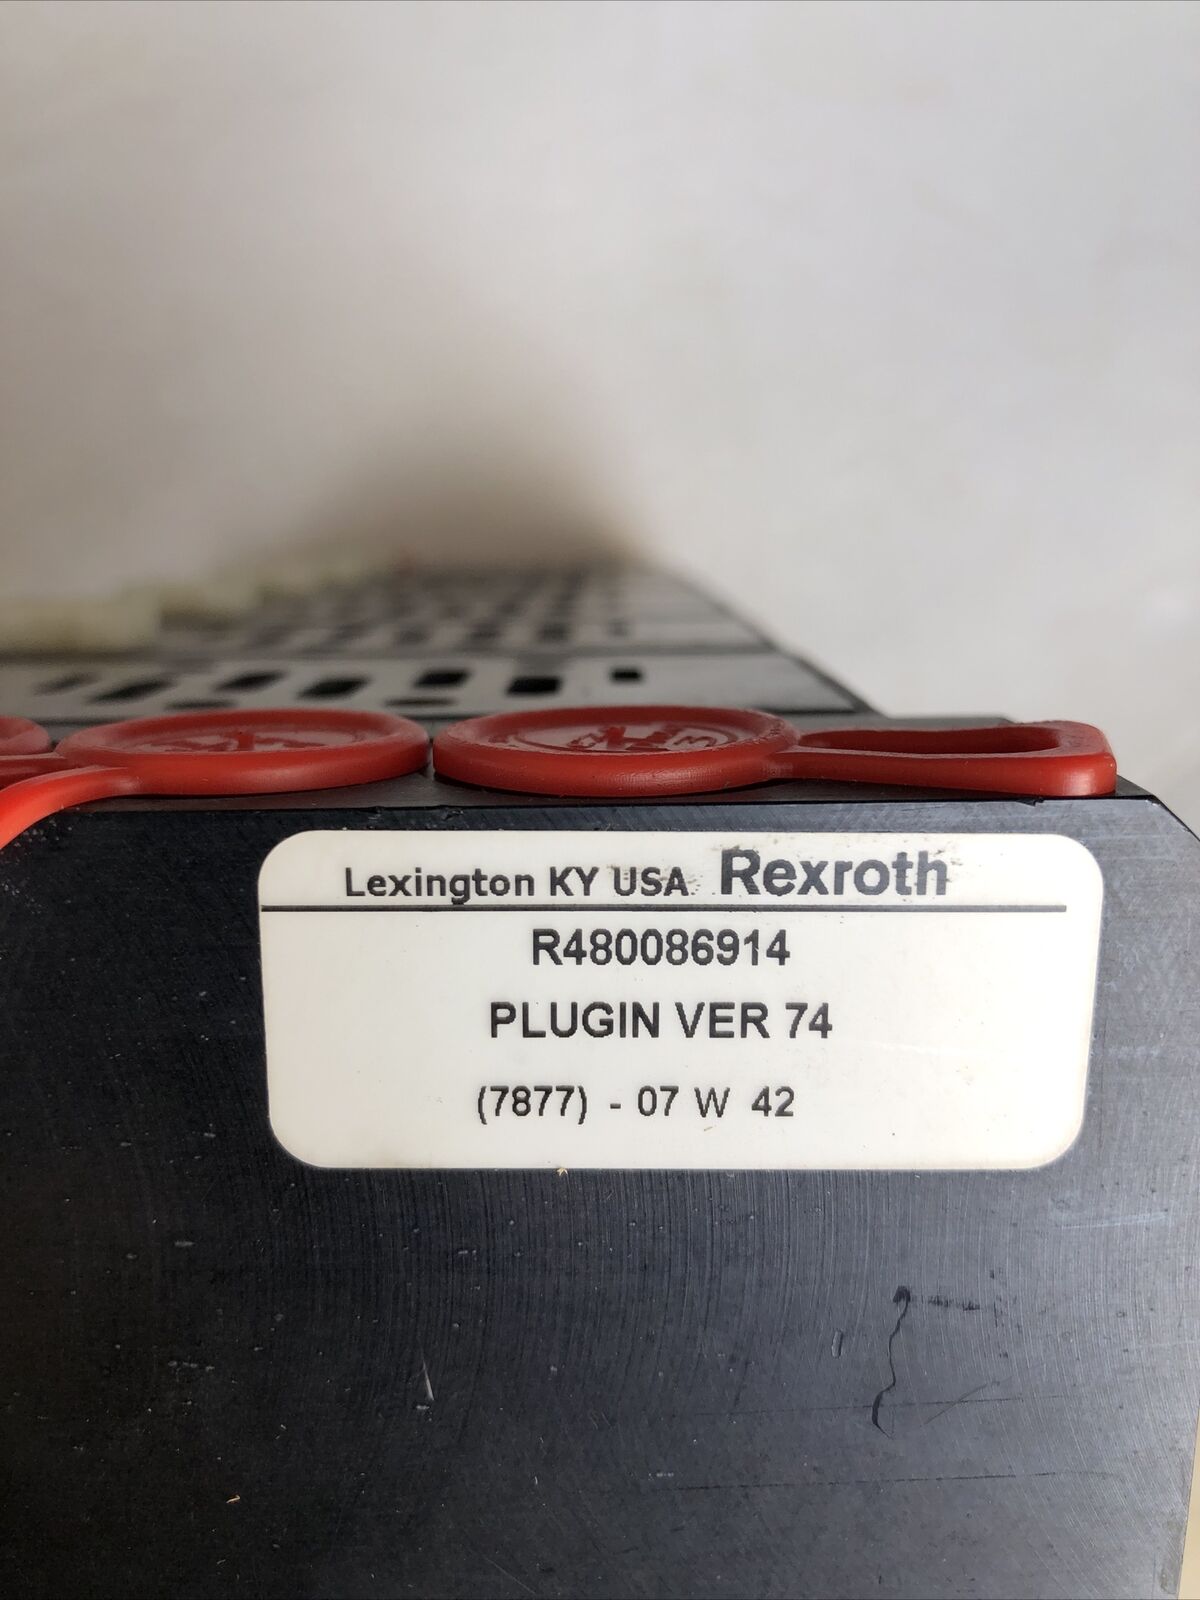 Lexington KY USA Rexroth
R480086914
PLUGIN VER 74
(7877) - 07 W 42